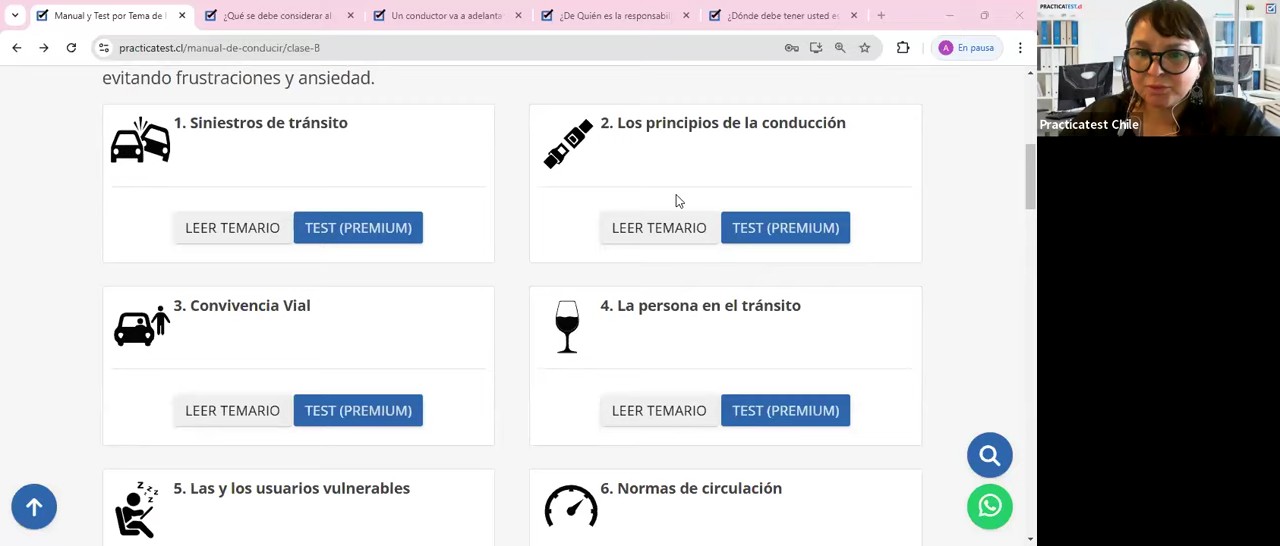 Manual y Test por Tema de l
¿Qué se debe considerar al
Un conductor va a adelanta
¿De Quién es la responsabil
¿Dónde debe tener usted e
practicatest.cl/manual-de-conducir/clase-B
A
En pausa
PRACTICATEST.cl
Practicatest Chile
evitando frustraciones y ansiedad.
1. Siniestros de tránsito
LEER TEMARIO
TEST (PREMIUM)
2. Los principios de la conducción
LEER TEMARIO
TEST (PREMIUM)
3. Convivencia Vial
LEER TEMARIO
TEST (PREMIUM)
4. La persona en el tránsito
LEER TEMARIO
TEST (PREMIUM)
5. Las y los usuarios vulnerables
6. Normas de circulación